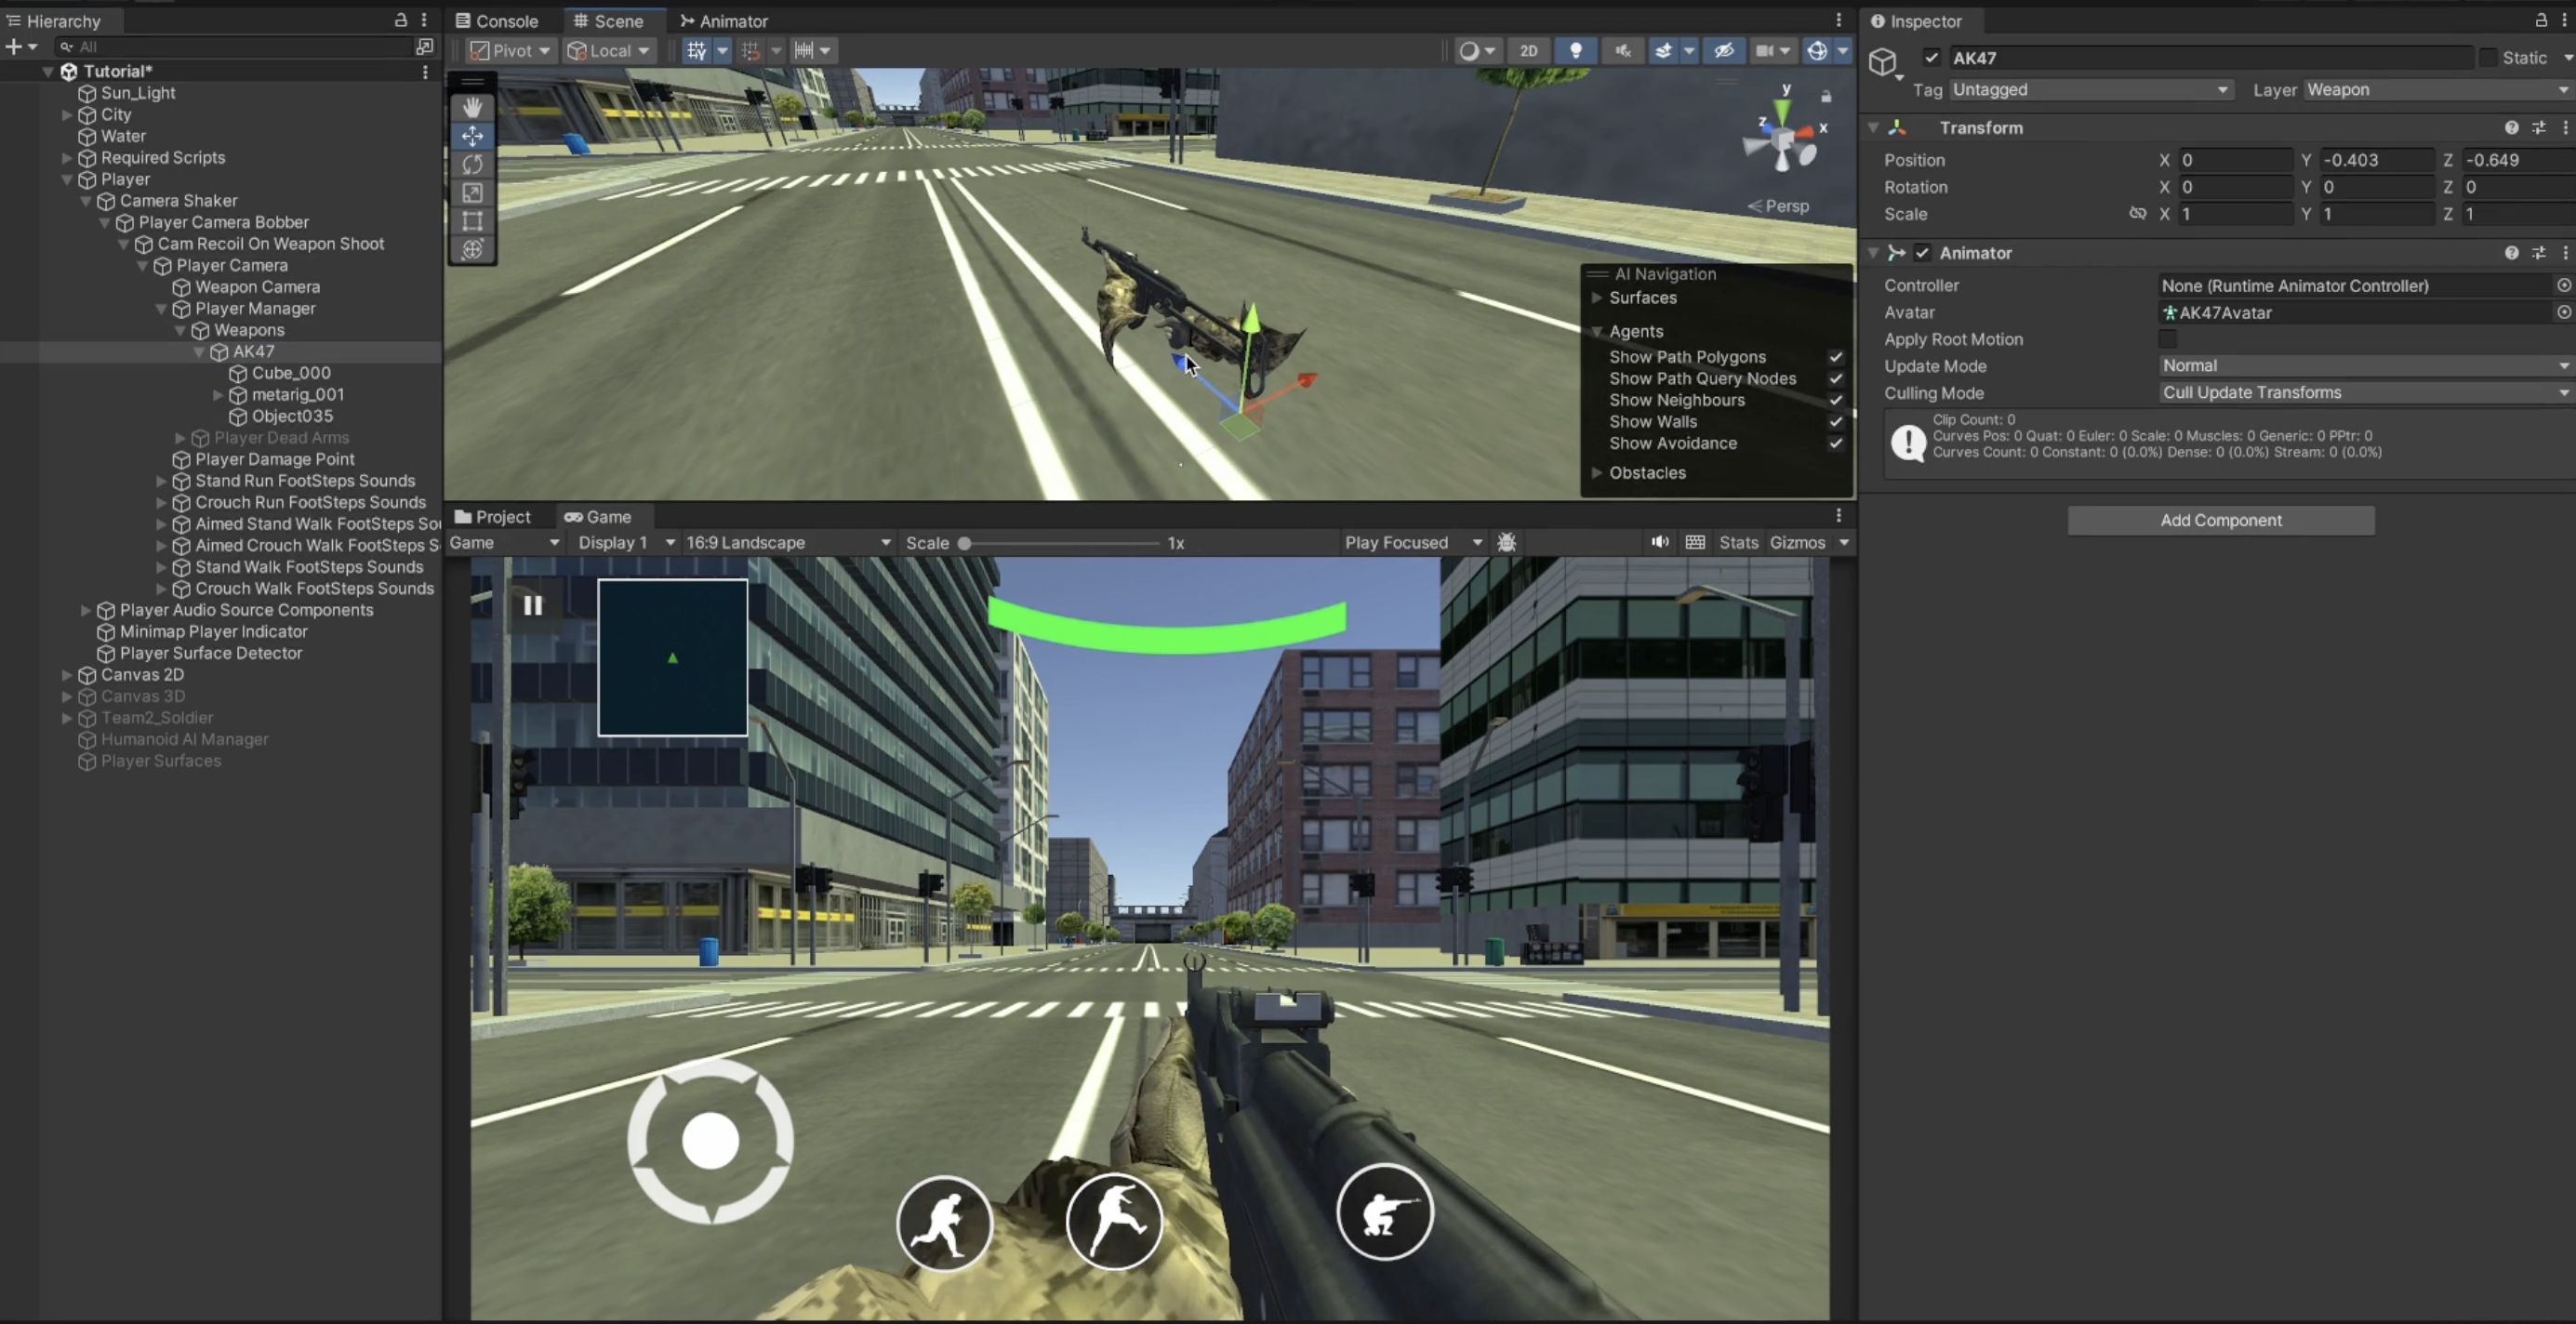 Hierarchy
All
Tutorial*
Sun_Light
City
Water
Required Scripts
Player
Camera Shaker
Player Camera Bobber
Cam Recoil On Weapon Shoot
Player Camera
Weapon Camera
Player Manager
Weapons
AK47
Cube_000
metarig_001
Object035
Player Dead Arms
Player Damage Point
Stand Run FootSteps Sounds
Crouch Run FootSteps Sounds
Aimed Stand Walk FootSteps So
Aimed Crouch Walk FootSteps S
Stand Walk FootSteps Sounds
Crouch Walk FootSteps Sounds
Player Audio Source Components
Minimap Player Indicator
Player Surface Detector
Canvas 2D
Canvas 3D
Team2_Soldier
Humanoid AI Manager
Player Surfaces
Console Scene Animator
Pivot Local 2D
y
z x
Persp
AI Navigation
Surfaces
Agents
Show Path Polygons
Show Path Query Nodes
Show Neighbours
Show Walls
Show Avoidance
Obstacles
Project Game
Game Display 1 16:9 Landscape Scale 1x Play Focused Stats Gizmos
Inspector
AK47 Static
Tag Untagged Layer Weapon
Transform
Position X 0 Y -0.403 Z -0.649
Rotation X 0 Y 0 Z 0
Scale X 1 Y 1 Z 1
Animator
Controller None (Runtime Animator Controller)
Avatar AK47Avatar
Apply Root Motion
Update Mode Normal
Culling Mode Cull Update Transforms
Clip Count: 0
Curves Pos: 0 Quat: 0 Euler: 0 Scale: 0 Muscles: 0 Generic: 0 PPtr: 0
Curves Count: 0 Constant: 0 (0.0%) Dense: 0 (0.0%) Stream: 0 (0.0%)
Add Component